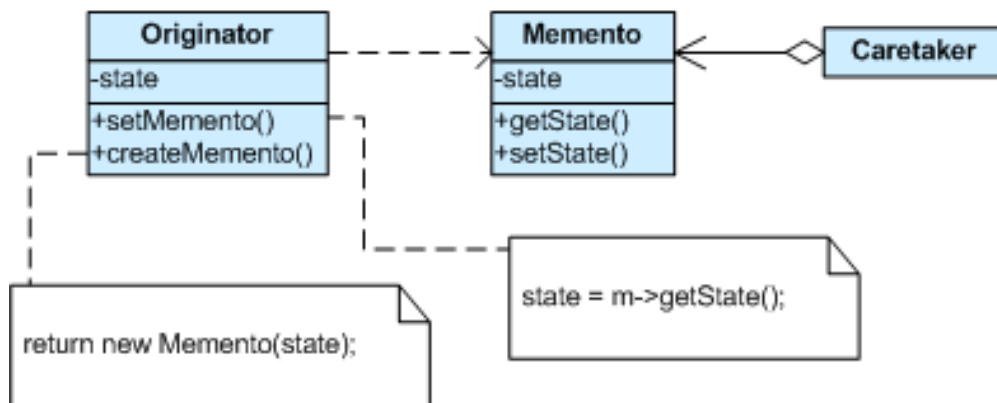 Originator
-state
+setMemento()
+createMemento()
Memento
-state
+getState()
+setState()
Caretaker
state = m->getState();
return new Memento(state);